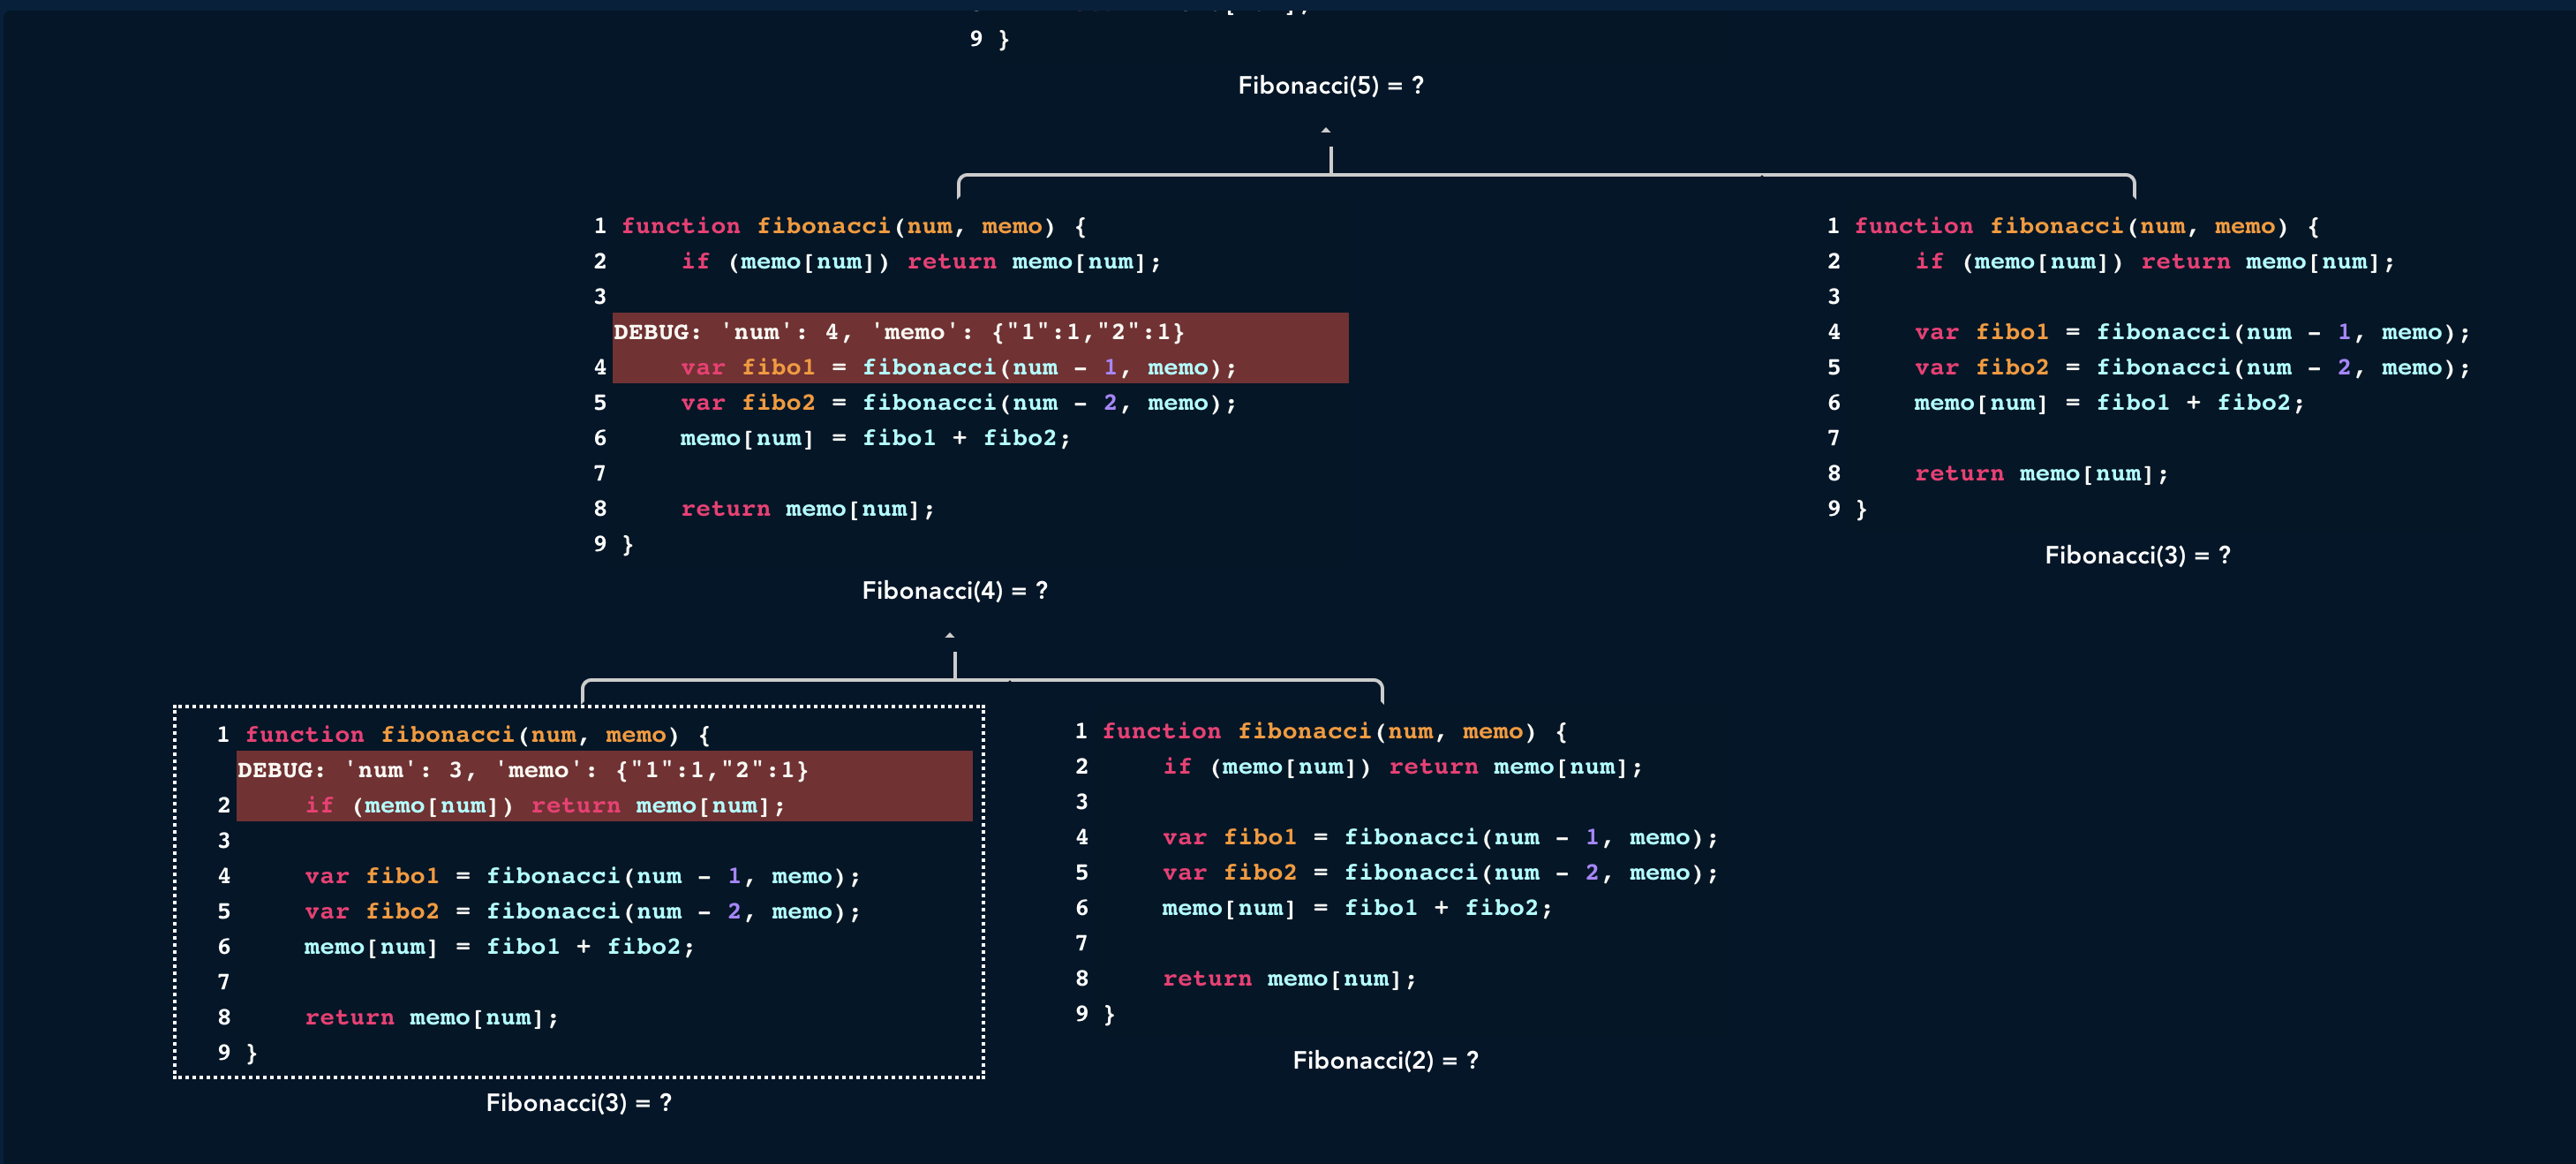 9 }
Fibonacci(5) = ?
1 function fibonacci(num, memo) {
2 if (memo[num]) return memo[num];
3
DEBUG: 'num': 4, 'memo': {"1":1,"2":1}
4 var fibo1 = fibonacci(num - 1, memo);
5 var fibo2 = fibonacci(num - 2, memo);
6 memo[num] = fibo1 + fibo2;
7
8 return memo[num];
9 }
Fibonacci(4) = ?
1 function fibonacci(num, memo) {
2 if (memo[num]) return memo[num];
3
4 var fibo1 = fibonacci(num - 1, memo);
5 var fibo2 = fibonacci(num - 2, memo);
6 memo[num] = fibo1 + fibo2;
7
8 return memo[num];
9 }
Fibonacci(3) = ?
1 function fibonacci(num, memo) {
DEBUG: 'num': 3, 'memo': {"1":1,"2":1}
2 if (memo[num]) return memo[num];
3
4 var fibo1 = fibonacci(num - 1, memo);
5 var fibo2 = fibonacci(num - 2, memo);
6 memo[num] = fibo1 + fibo2;
7
8 return memo[num];
9 }
Fibonacci(3) = ?
1 function fibonacci(num, memo) {
2 if (memo[num]) return memo[num];
3
4 var fibo1 = fibonacci(num - 1, memo);
5 var fibo2 = fibonacci(num - 2, memo);
6 memo[num] = fibo1 + fibo2;
7
8 return memo[num];
9 }
Fibonacci(2) = ?